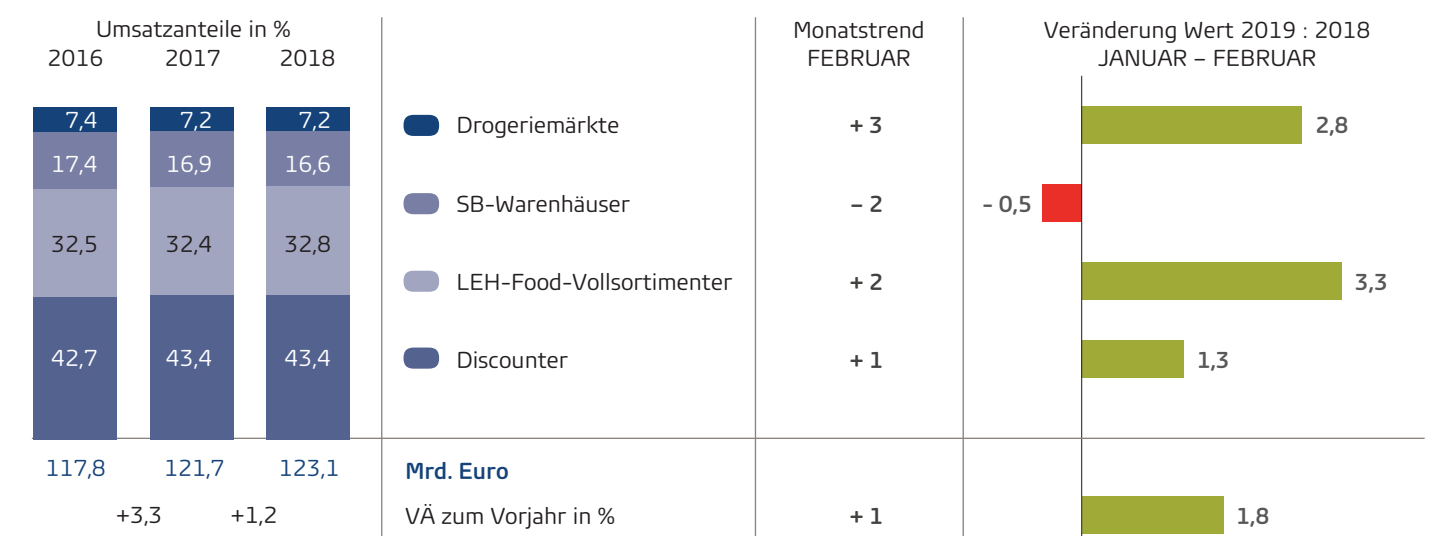 Umsatzanteile in %
2016 2017 2018
Monatstrend
FEBRUAR
Veränderung Wert 2019 : 2018
JANUAR – FEBRUAR
7,4 7,2 7,2 Drogeriemärkte + 3 2,8
17,4 16,9 16,6 SB-Warenhäuser – 2 - 0,5
32,5 32,4 32,8 LEH-Food-Vollsortimenter + 2 3,3
42,7 43,4 43,4 Discounter + 1 1,3
117,8 121,7 123,1 Mrd. Euro
+3,3 +1,2 VÄ zum Vorjahr in % + 1 1,8